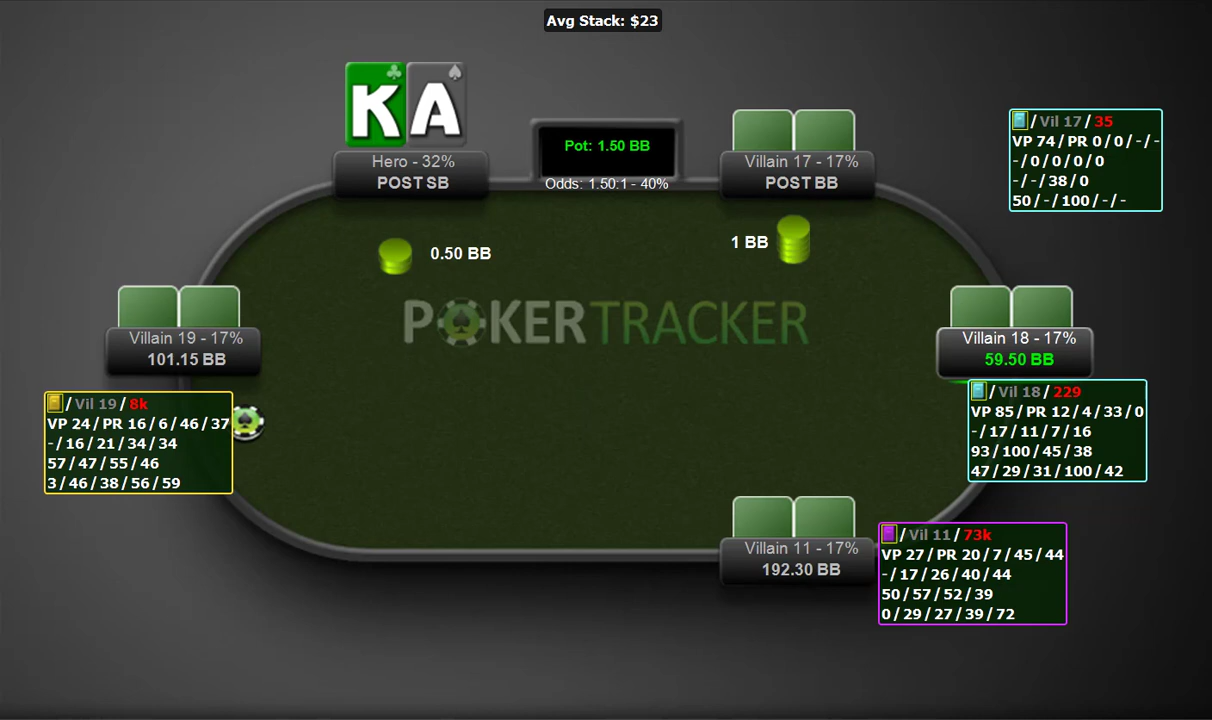 Avg Stack: $23
K A
Pot: 1.50 BB
Odds: 1.50:1 - 40%
Hero - 32%
POST SB
Villain 17 - 17%
POST BB
/ Vil 17 / 35
VP 74 / PR 0 / 0 / - / -
- / 0 / 0 / 0 / 0
- / - / 38 / 0
50 / - / 100 / - / -
0.50 BB
1 BB
POKERTRACKER
Villain 19 - 17%
101.15 BB
Villain 18 - 17%
59.50 BB
/ Vil 19 / 8k
VP 24 / PR 16 / 6 / 46 / 37
- / 16 / 21 / 34 / 34
57 / 47 / 55 / 46
3 / 46 / 38 / 56 / 59
/ Vil 18 / 229
VP 85 / PR 12 / 4 / 33 / 0
- / 17 / 11 / 7 / 16
93 / 100 / 45 / 38
47 / 29 / 31 / 100 / 42
Villain 11 - 17%
192.30 BB
/ Vil 11 / 73k
VP 27 / PR 20 / 7 / 45 / 44
- / 17 / 26 / 40 / 44
50 / 57 / 52 / 39
0 / 29 / 27 / 39 / 72